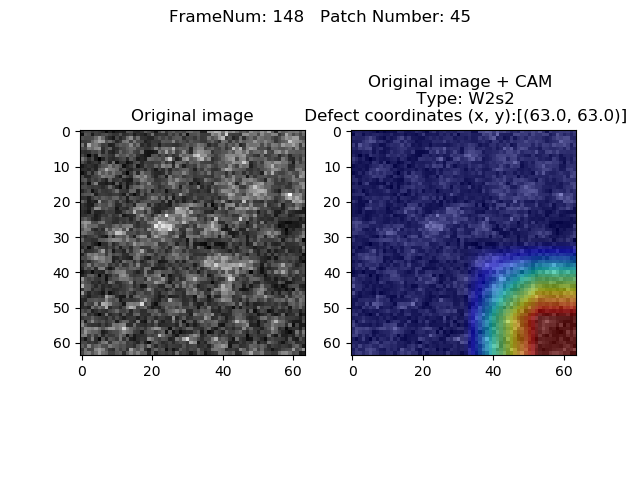 FrameNum: 148   Patch Number: 45
Original image
Original image + CAM
Type: W2s2
Defect coordinates (x, y):[(63.0, 63.0)]
0
10
20
30
40
50
60
0 20 40 60
0
10
20
30
40
50
60
0 20 40 60